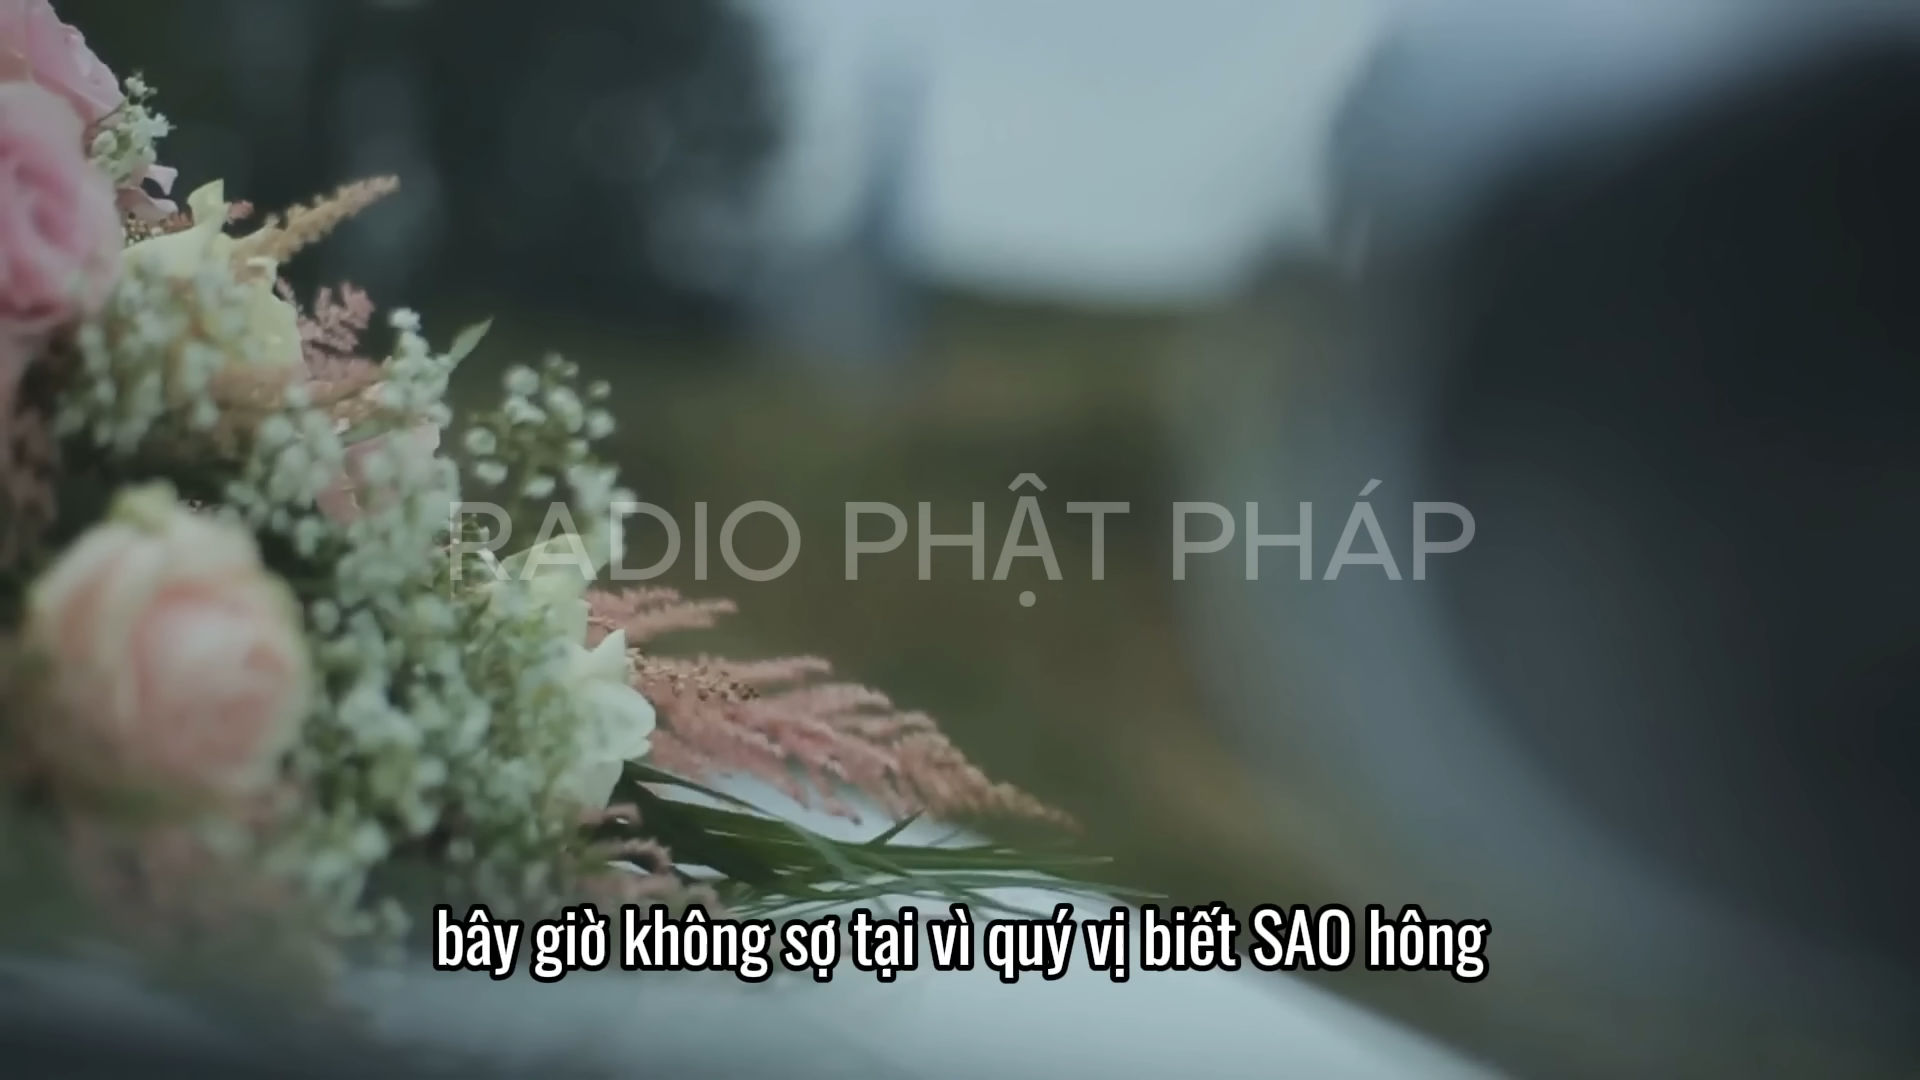 RADIO PHẬT PHÁP
bây giờ không sợ tại vì quý vị biết SAO hông